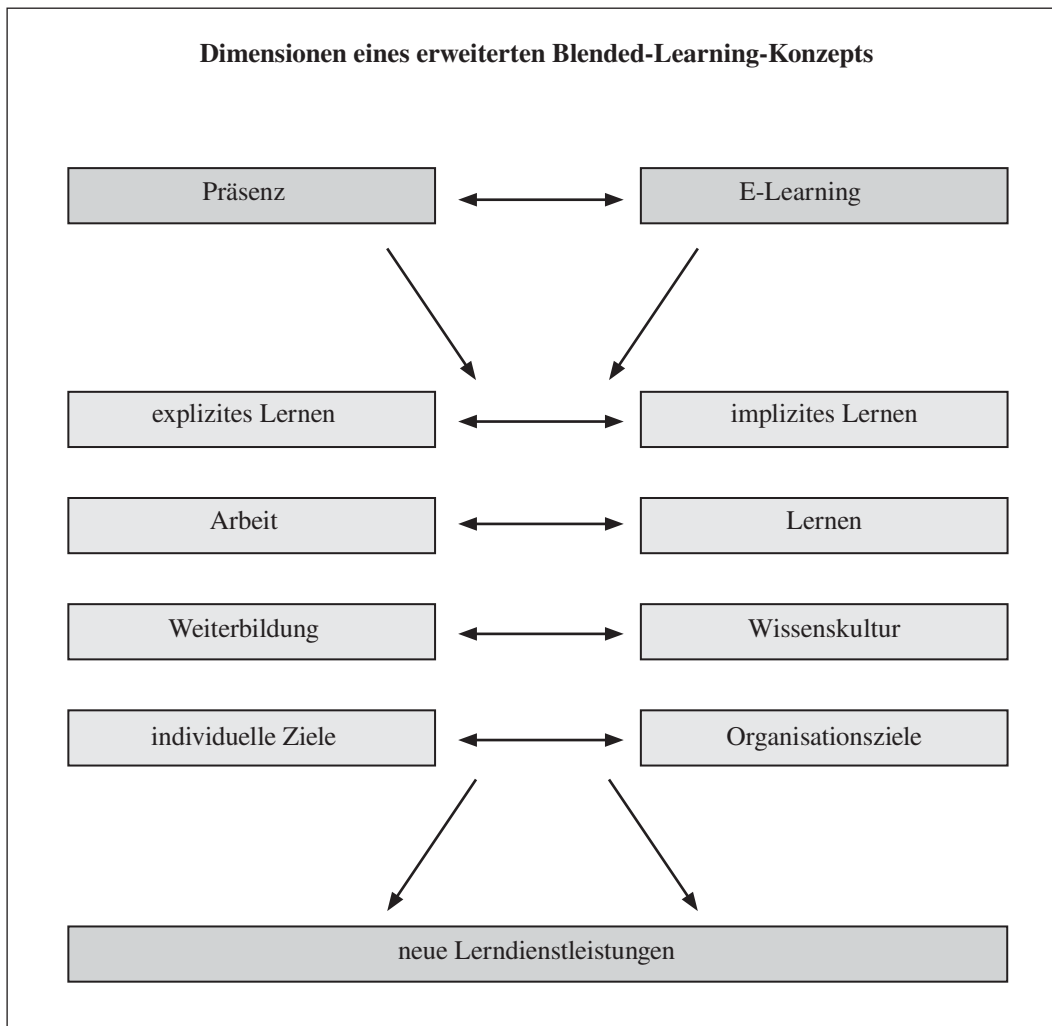 Dimensionen eines erweiterten Blended-Learning-Konzepts
Präsenz
E-Learning
explizites Lernen
implizites Lernen
Arbeit
Lernen
Weiterbildung
Wissenskultur
individuelle Ziele
Organisationsziele
neue Lerndienstleistungen